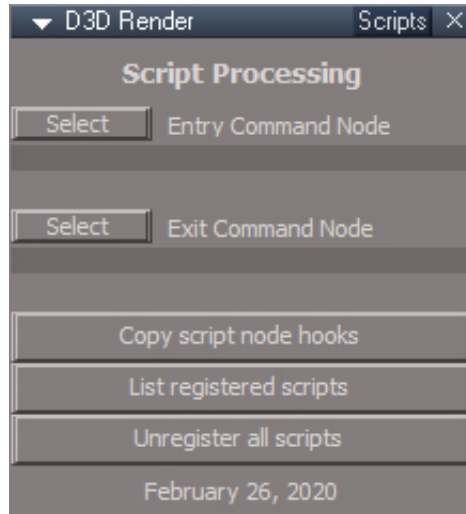 D3D Render Scripts ×
Script Processing
Select Entry Command Node
Select Exit Command Node
Copy script node hooks
List registered scripts
Unregister all scripts
February 26, 2020